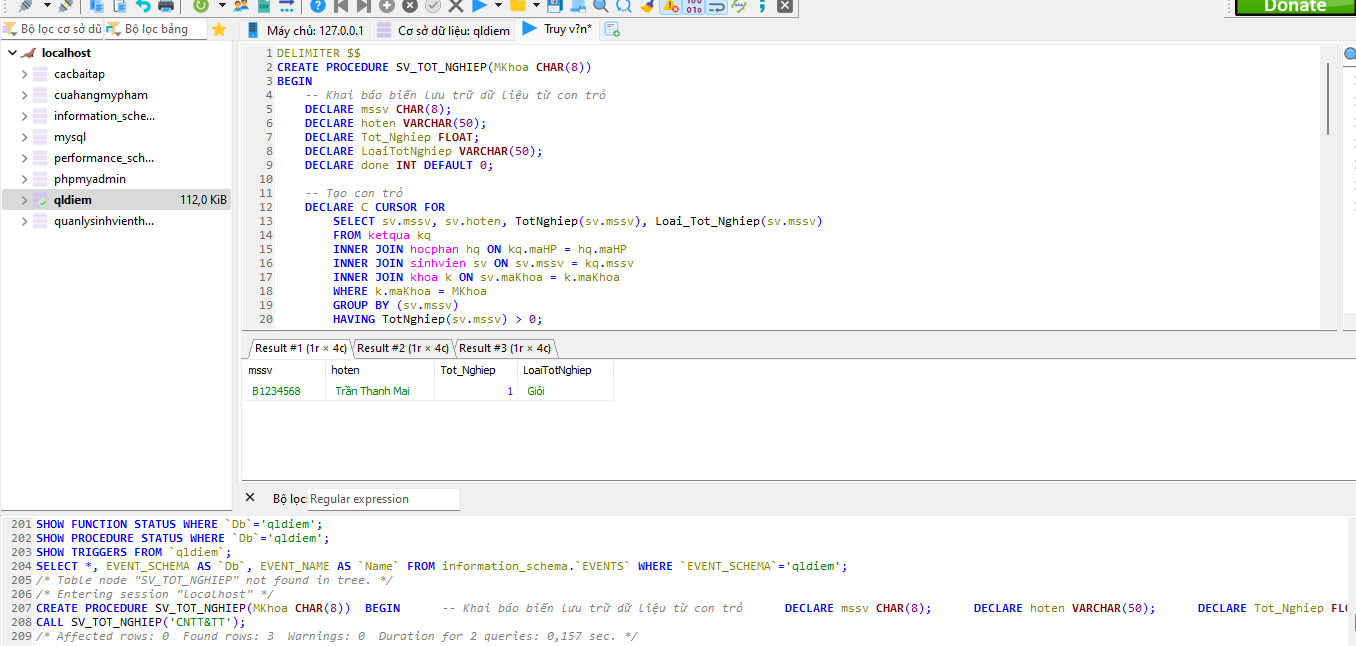 Donate
Bộ lọc cơ sở dữ
Bộ lọc bảng
Máy chủ: 127.0.0.1
Cơ sở dữ liệu: qldiem
Truy v?n*
localhost
cacbaitap
cuahangmypham
information_sche...
mysql
performance_sch...
phpmyadmin
qldiem 112,0 KiB
quanlysinhvienth...
1 DELIMITER $$
2 CREATE PROCEDURE SV_TOT_NGHIEP(MKhoa CHAR(8))
3 BEGIN
4 -- Khai báo biến lưu trữ dữ liệu từ con trỏ
5 DECLARE mssv CHAR(8);
6 DECLARE hoten VARCHAR(50);
7 DECLARE Tot_Nghiep FLOAT;
8 DECLARE LoaiTotNghiep VARCHAR(50);
9 DECLARE done INT DEFAULT 0;
10
11 -- Tạo con trỏ
12 DECLARE C CURSOR FOR
13 SELECT sv.mssv, sv.hoten, TotNghiep(sv.mssv), Loai_Tot_Nghiep(sv.mssv)
14 FROM ketqua kq
15 INNER JOIN hocphan hq ON kq.maHP = hq.maHP
16 INNER JOIN sinhvien sv ON sv.mssv = kq.mssv
17 INNER JOIN khoa k ON sv.maKhoa = k.maKhoa
18 WHERE k.maKhoa = MKhoa
19 GROUP BY (sv.mssv)
20 HAVING TotNghiep(sv.mssv) > 0;
Result #1 (1r × 4c) Result #2 (1r × 4c) Result #3 (1r × 4c)
mssv hoten Tot_Nghiep LoaiTotNghiep
B1234568 Trần Thanh Mai 1 Giỏi
Bộ lọc: Regular expression
201 SHOW FUNCTION STATUS WHERE `Db`='qldiem';
202 SHOW PROCEDURE STATUS WHERE `Db`='qldiem';
203 SHOW TRIGGERS FROM `qldiem`;
204 SELECT *, EVENT_SCHEMA AS `Db`, EVENT_NAME AS `Name` FROM information_schema.`EVENTS` WHERE `EVENT_SCHEMA`='qldiem';
205 /* Table node "SV_TOT_NGHIEP" not found in tree. */
206 /* Entering session "localhost" */
207 CREATE PROCEDURE SV_TOT_NGHIEP(MKhoa CHAR(8)) BEGIN -- Khai báo biến lưu trữ dữ liệu từ con trỏ DECLARE mssv CHAR(8); DECLARE hoten VARCHAR(50); DECLARE Tot_Nghiep
208 CALL SV_TOT_NGHIEP('CNTT&TT');
209 /* Affected rows: 0 Found rows: 3 Warnings: 0 Duration for 2 queries: 0,157 sec. */